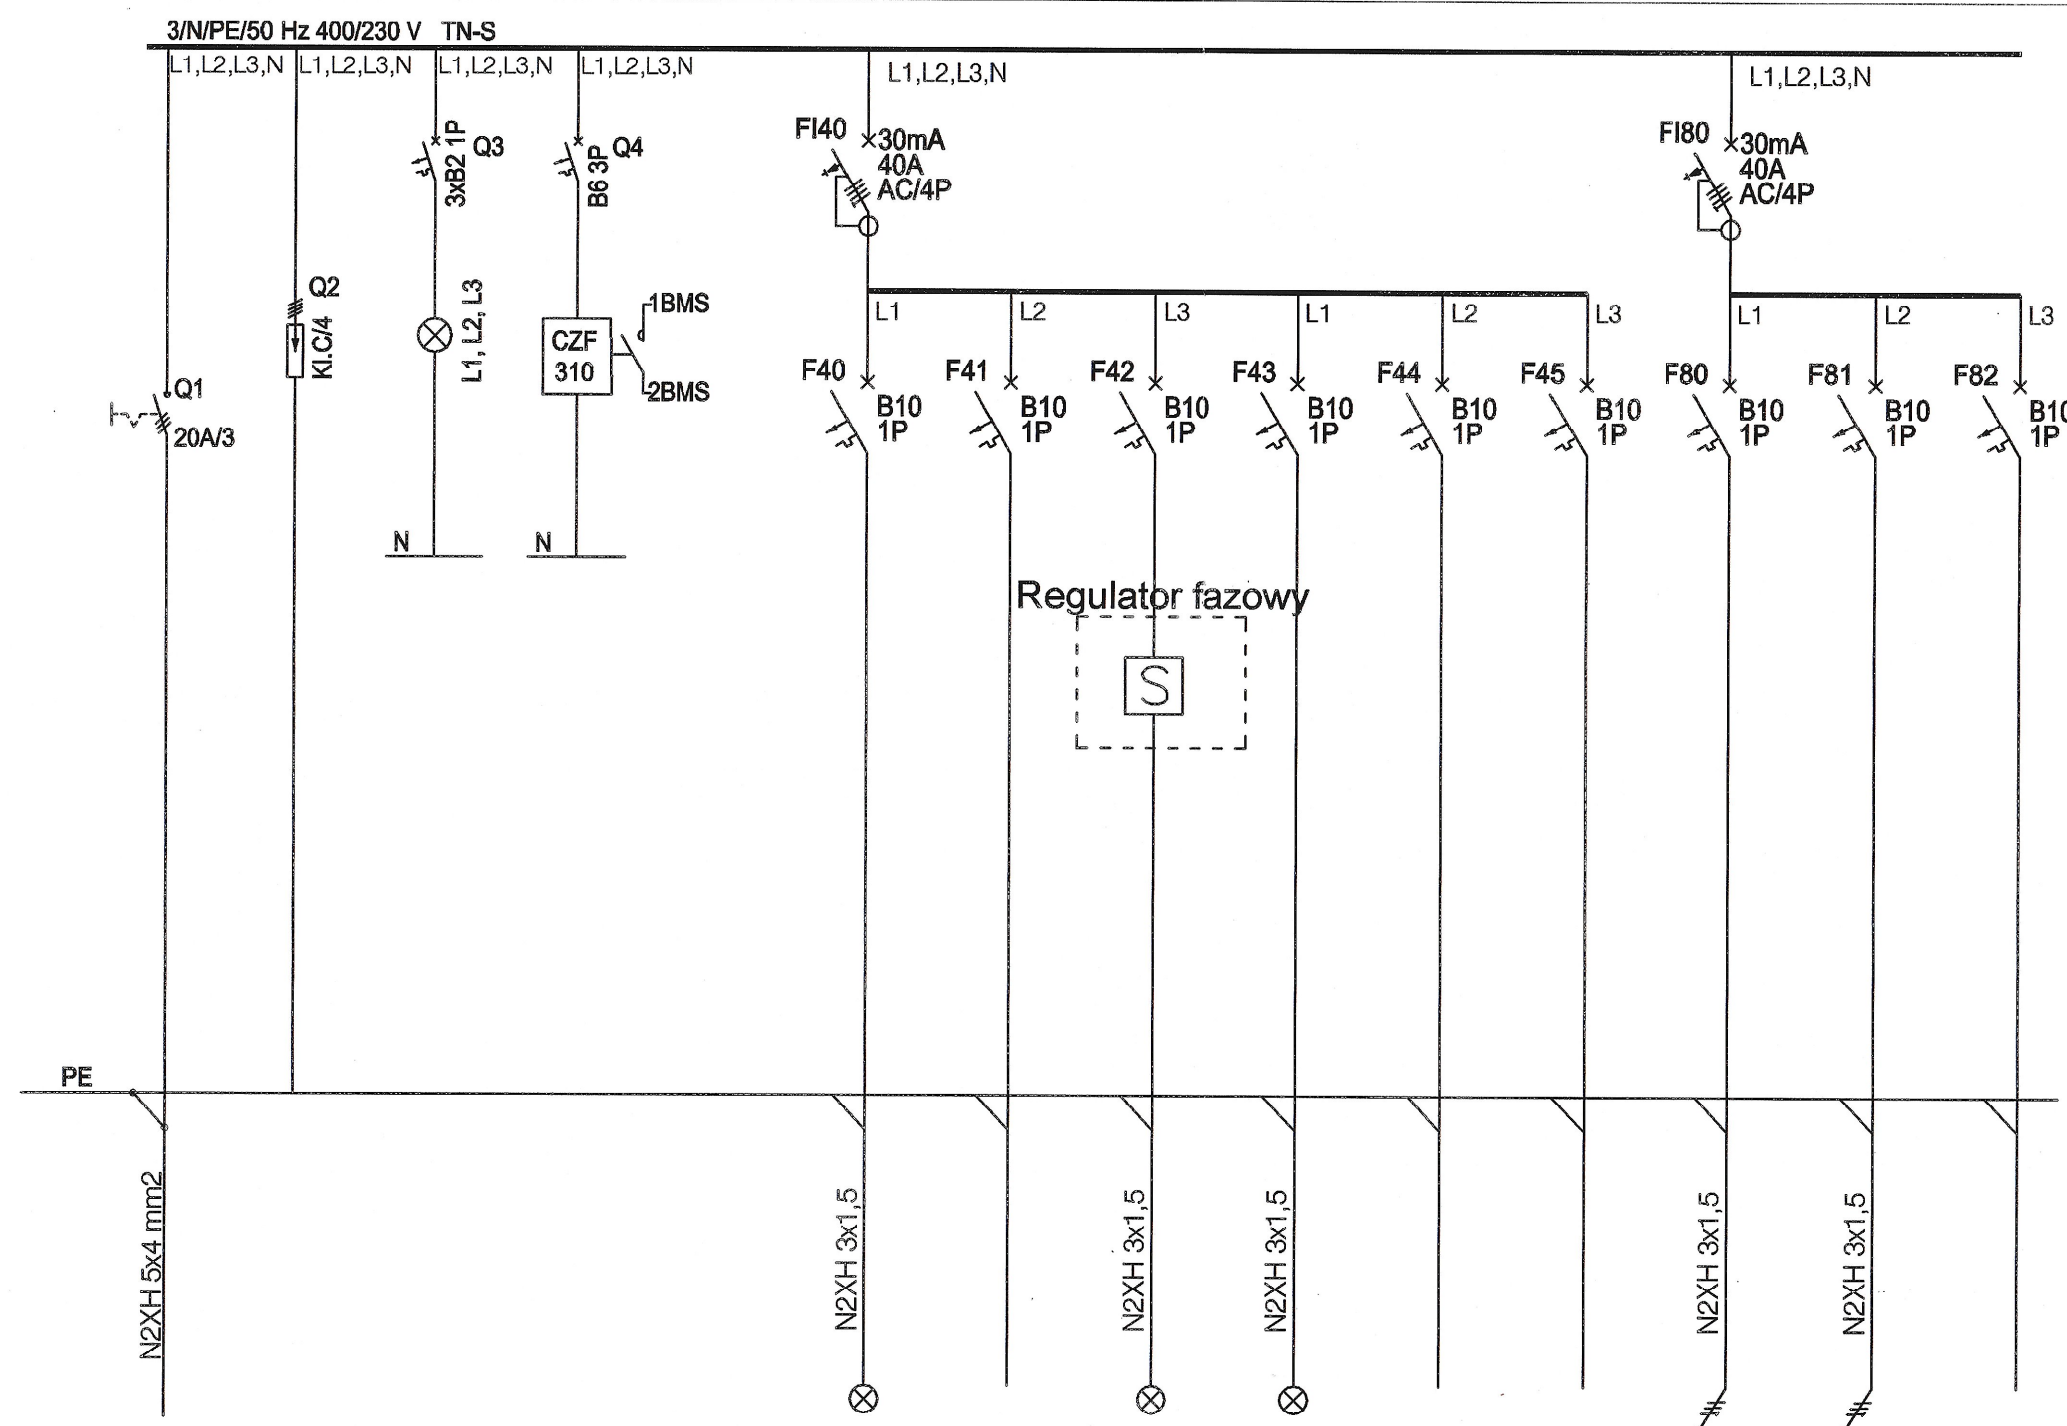 3/N/PE/50 Hz 400/230 V TN-S
L1,L2,L3,N
L1,L2,L3,N
L1,L2,L3,N
L1,L2,L3,N
L1,L2,L3,N
L1,L2,L3,N
Q1
20A/3
Q2
Kl.C/4
Q3
3xB2 1P
L1, L2, L3
N
Q4
B6 3P
CZF
310
1BMS
2BMS
N
FI40
30mA
40A
AC/4P
FI80
30mA
40A
AC/4P
L1
L2
L3
L1
L2
L3
L1
L2
L3
F40
B10
1P
F41
B10
1P
F42
B10
1P
F43
B10
1P
F44
B10
1P
F45
B10
1P
F80
B10
1P
F81
B10
1P
F82
B10
1P
Regulator fazowy
S
PE
N2XH 5x4 mm2
N2XH 3x1,5
N2XH 3x1,5
N2XH 3x1,5
N2XH 3x1,5
N2XH 3x1,5